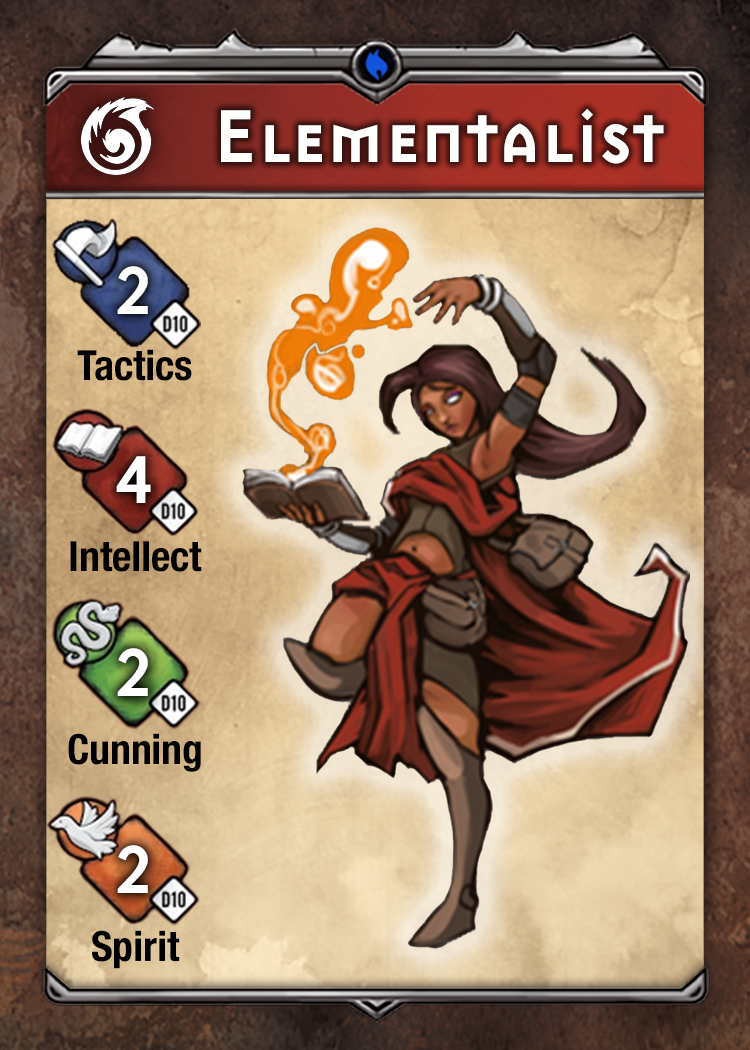 Elementalist
2
D10
Tactics
4
D10
Intellect
2
D10
Cunning
2
D10
Spirit